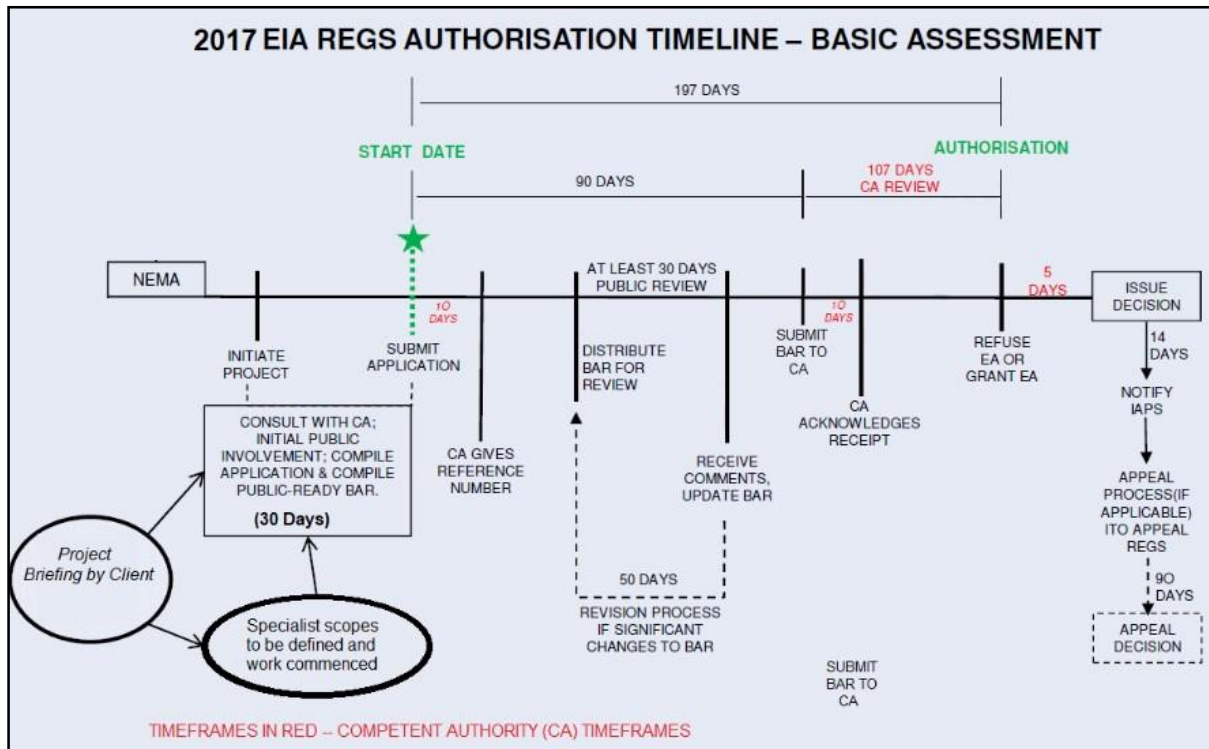 2017 EIA REGS AUTHORISATION TIMELINE – BASIC ASSESSMENT
197 DAYS
START DATE
AUTHORISATION
90 DAYS
107 DAYS
CA REVIEW
NEMA
10
DAYS
AT LEAST 30 DAYS
PUBLIC REVIEW
10
DAYS
5
DAYS
ISSUE
DECISION
INITIATE
PROJECT
SUBMIT
APPLICATION
DISTRIBUTE
BAR FOR
REVIEW
SUBMIT
BAR TO
CA
REFUSE
EA OR
GRANT EA
14
DAYS
NOTIFY
IAPS
CONSULT WITH CA;
INITIAL PUBLIC
INVOLVEMENT; COMPILE
APPLICATION & COMPILE
PUBLIC-READY BAR.
(30 Days)
CA GIVES
REFERENCE
NUMBER
RECEIVE
COMMENTS,
UPDATE BAR
CA
ACKNOWLEDGES
RECEIPT
APPEAL
PROCESS(IF
APPLICABLE)
ITO APPEAL
REGS
Project
Briefing by Client
50 DAYS
REVISION PROCESS
IF SIGNIFICANT
CHANGES TO BAR
90
DAYS
APPEAL
DECISION
Specialist scopes
to be defined and
work commenced
SUBMIT
BAR TO
CA
TIMEFRAMES IN RED – COMPETENT AUTHORITY (CA) TIMEFRAMES